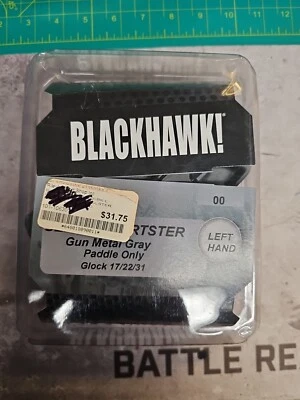 BLACKHAWK!
$31.75
00
RTSTER
Gun Metal Gray
Paddle Only
Glock 17/22/31
LEFT
HAND
BATTLE RE